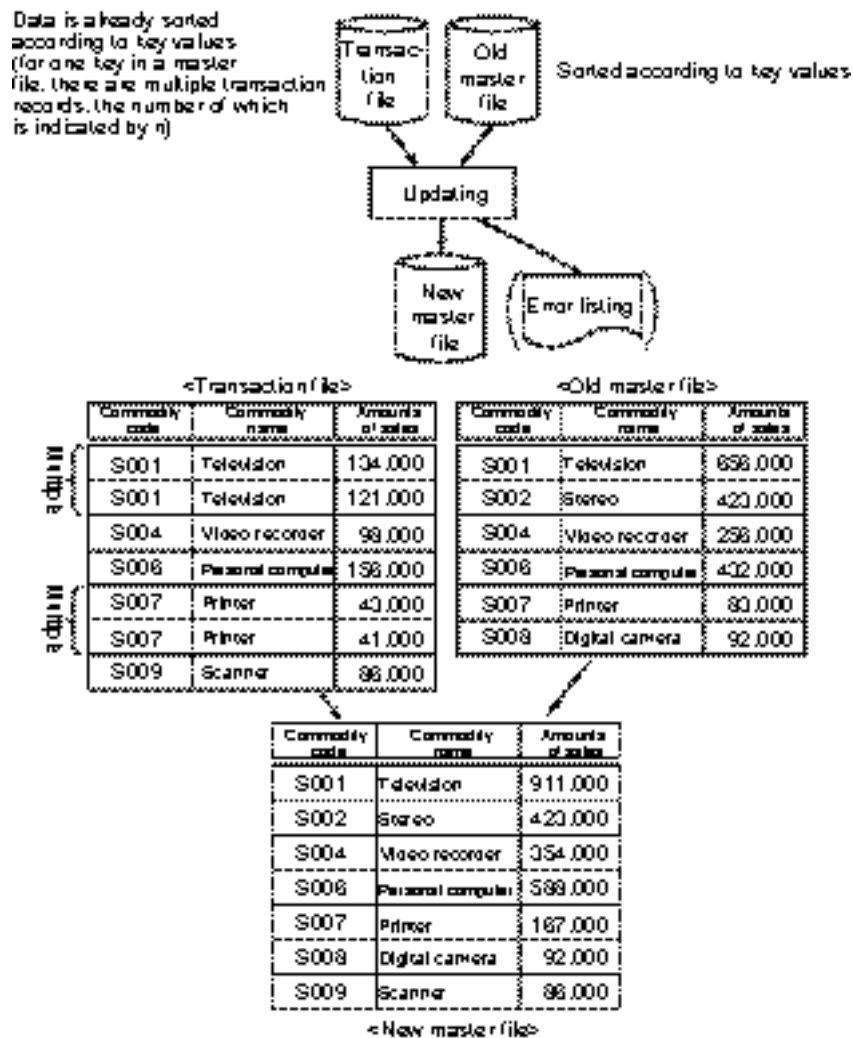 Data is already sorted
according to key values
(for one key in a master
file, there are multiple transaction
records, the number of which
is indicated by n)
Transac-
tion
file
Old
master
file
Sorted according to key values
Updating
New
master
file
Error listing
<Transaction file>
Commodity code Commodity name Amounts of sales
Multiple
S001 Television 134,000
S001 Television 121,000
S004 Video recorder 98,000
S006 Personal computer 156,000
Multiple
S007 Printer 43,000
S007 Printer 41,000
S009 Scanner 86,000
<Old master file>
Commodity code Commodity name Amounts of sales
S001 Television 656,000
S002 Stereo 423,000
S004 Video recorder 256,000
S006 Personal computer 432,000
S007 Printer 83,000
S008 Digital camera 92,000
Commodity code Commodity name Amounts of sales
S001 Television 911,000
S002 Stereo 423,000
S004 Video recorder 354,000
S006 Personal computer 588,000
S007 Printer 167,000
S008 Digital camera 92,000
S009 Scanner 86,000
<New master file>